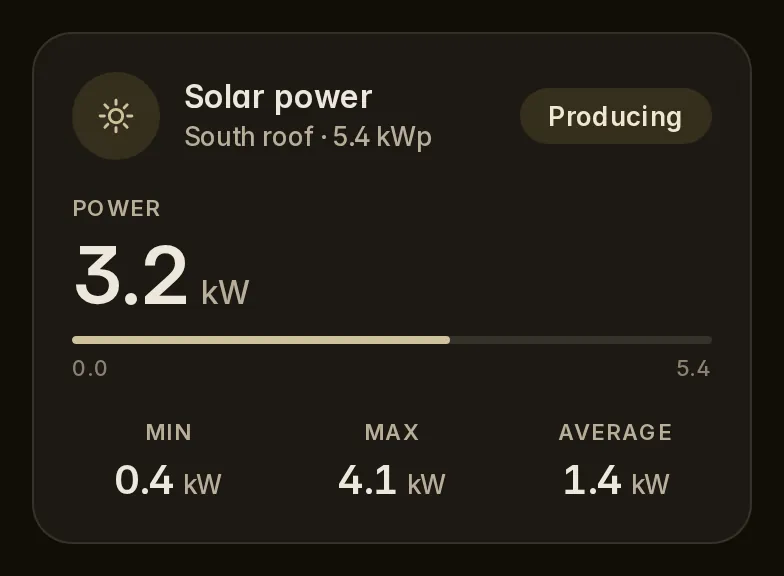 Solar power
South roof · 5.4 kWp
Producing
POWER
3.2 kW
0.0 5.4
MIN MAX AVERAGE
0.4 kW 4.1 kW 1.4 kW